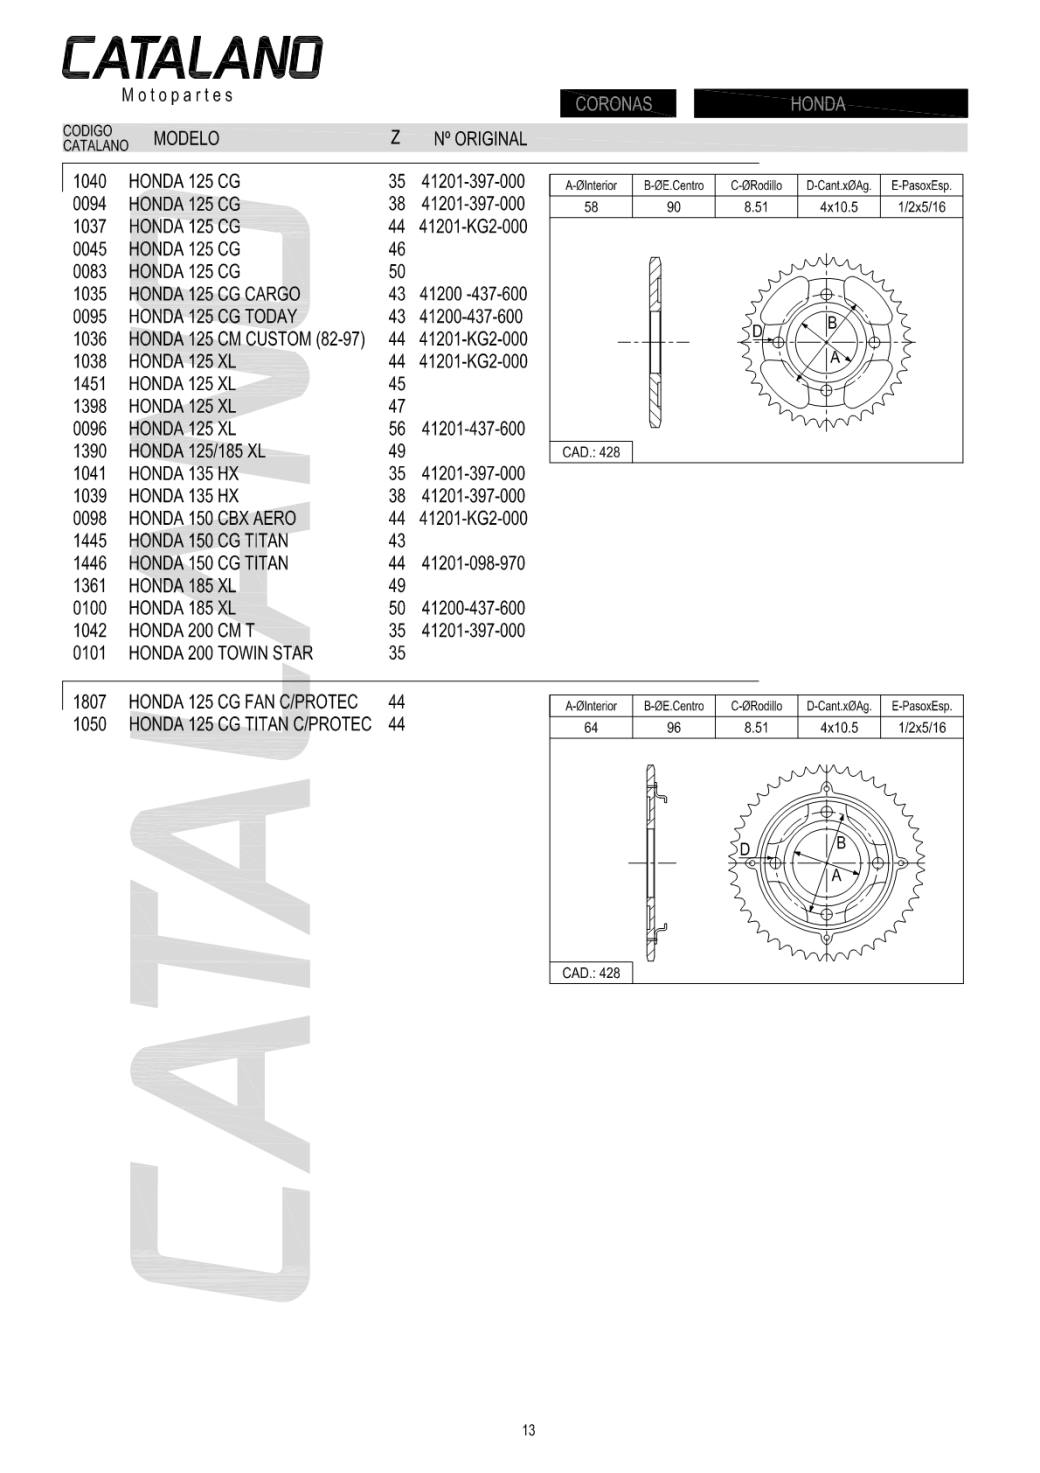 CATALANO
Motopartes
CORONAS HONDA
CODIGO CATALANO MODELO Z Nº ORIGINAL
1040 HONDA 125 CG 35 41201-397-000
0094 HONDA 125 CG 38 41201-397-000
1037 HONDA 125 CG 44 41201-KG2-000
0045 HONDA 125 CG 46
0083 HONDA 125 CG 50
1035 HONDA 125 CG CARGO 43 41200 -437-600
0095 HONDA 125 CG TODAY 43 41200-437-600
1036 HONDA 125 CM CUSTOM (82-97) 44 41201-KG2-000
1038 HONDA 125 XL 44 41201-KG2-000
1451 HONDA 125 XL 45
1398 HONDA 125 XL 47
0096 HONDA 125 XL 56 41201-437-600
1390 HONDA 125/185 XL 49
1041 HONDA 135 HX 35 41201-397-000
1039 HONDA 135 HX 38 41201-397-000
0098 HONDA 150 CBX AERO 44 41201-KG2-000
1445 HONDA 150 CG TITAN 43
1446 HONDA 150 CG TITAN 44 41201-098-970
1361 HONDA 185 XL 49
0100 HONDA 185 XL 50 41200-437-600
1042 HONDA 200 CM T 35 41201-397-000
0101 HONDA 200 TOWIN STAR 35
A-ØInterior B-ØE.Centro C-ØRodillo D-Cant.xØAg. E-PasoxEsp.
58 90 8.51 4x10.5 1/2x5/16
D B
A
CAD.: 428
1807 HONDA 125 CG FAN C/PROTEC 44
1050 HONDA 125 CG TITAN C/PROTEC 44
A-ØInterior B-ØE.Centro C-ØRodillo D-Cant.xØAg. E-PasoxEsp.
64 96 8.51 4x10.5 1/2x5/16
D B
A
CAD.: 428
CATALANO
13